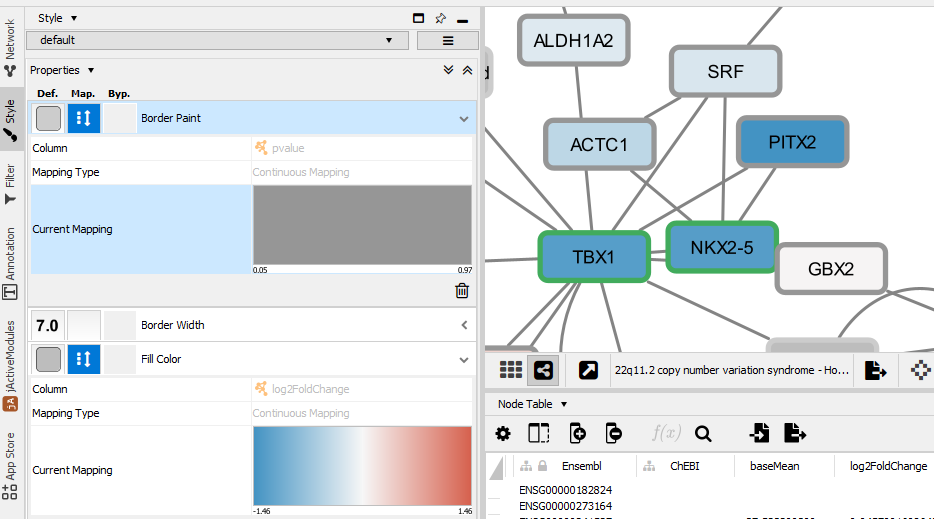 Network
Style
Filter
Annotation
jActiveModules
jA
App Store
Style
default
Properties
Def. Map. Byp.
Border Paint
Column pvalue
Mapping Type Continuous Mapping
Current Mapping
0.05 0.97
7.0 Border Width
Fill Color
Column log2FoldChange
Mapping Type Continuous Mapping
Current Mapping
-1.46 1.46
ALDH1A2
SRF
ACTC1
PITX2
TBX1
NKX2-5
GBX2
22q11.2 copy number variation syndrome - Ho...
Node Table
f(x)
Ensembl ChEBI baseMean log2FoldChange
ENSG00000182824
ENSG00000273164